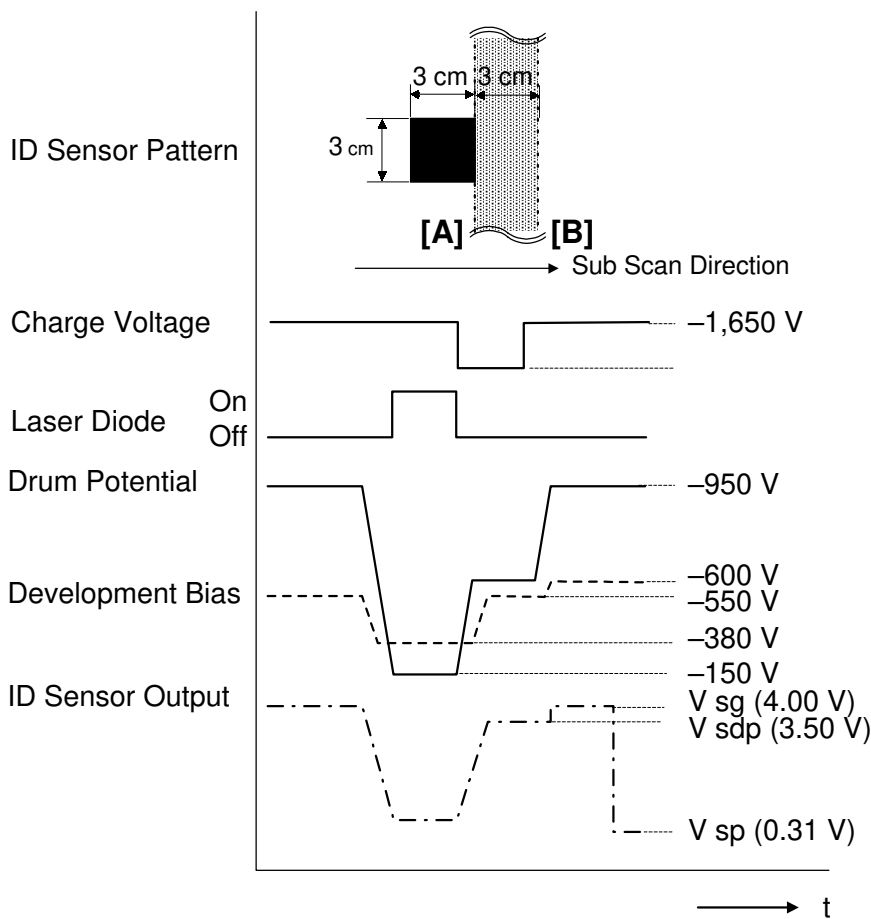 3 cm 3 cm
ID Sensor Pattern
3 cm
[A] [B]
Sub Scan Direction
Charge Voltage
–1,650 V
Laser Diode
On
Off
Drum Potential
–950 V
Development Bias
–600 V
–550 V
–380 V
–150 V
ID Sensor Output
V sg (4.00 V)
V sdp (3.50 V)
V sp (0.31 V)
t